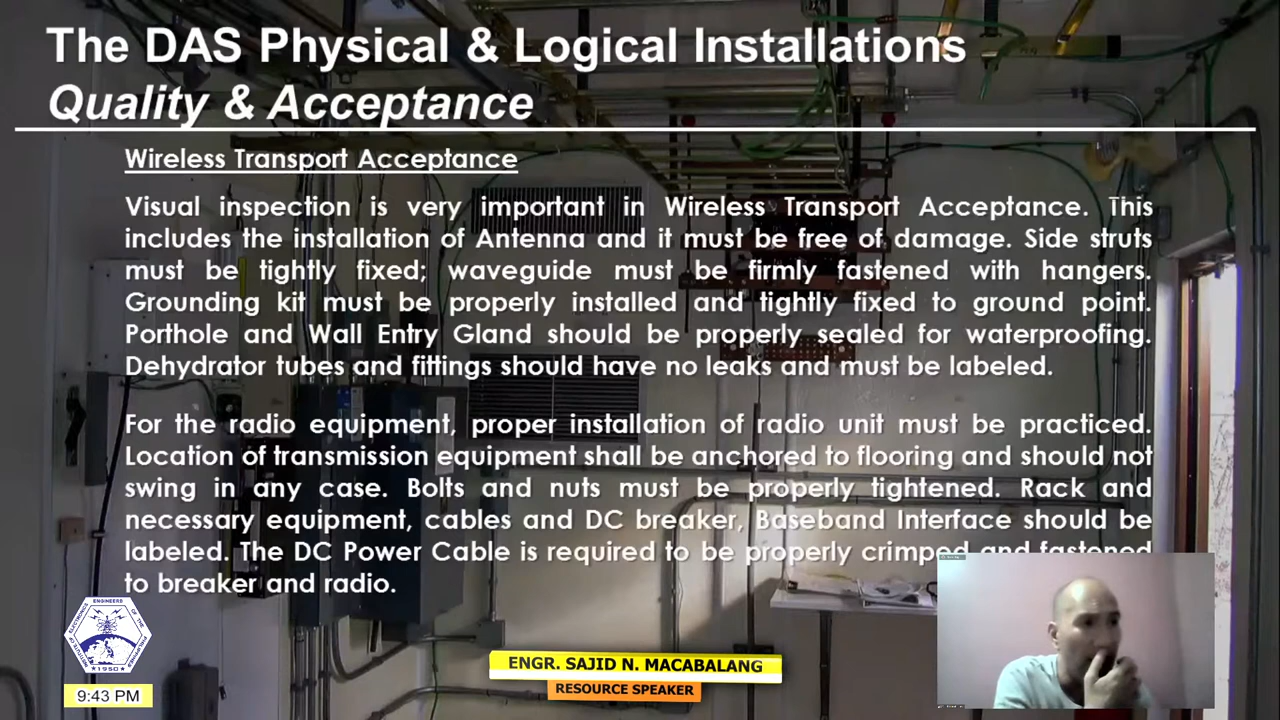 The DAS Physical & Logical Installations
Quality & Acceptance
Wireless Transport Acceptance
Visual inspection is very important in Wireless Transport Acceptance. This
includes the installation of Antenna and it must be free of damage. Side struts
must be tightly fixed; waveguide must be firmly fastened with hangers.
Grounding kit must be properly installed and tightly fixed to ground point.
Porthole and Wall Entry Gland should be properly sealed for waterproofing.
Dehydrator tubes and fittings should have no leaks and must be labeled.
For the radio equipment, proper installation of radio unit must be practiced.
Location of transmission equipment shall be anchored to flooring and should not
swing in any case. Bolts and nuts must be properly tightened. Rack and
necessary equipment, cables and DC breaker, Baseband Interface should be
labeled. The DC Power Cable is required to be properly crimped and fastened
to breaker and radio.
INSTITUTE OF ELECTRONICS ENGINEERS OF THE PHILIPPINES
★1950★
9:43 PM
ENGR. SAJID N. MACABALANG
RESOURCE SPEAKER